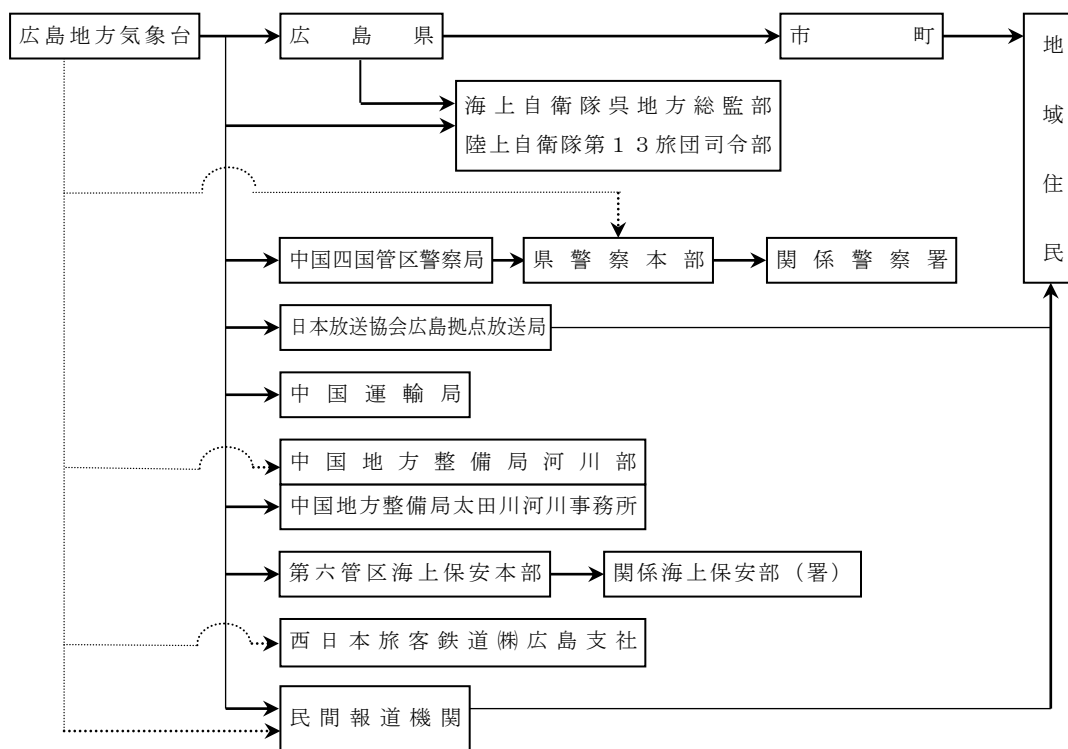 広島地方気象台
広島県
市町
地域住民
海上自衛隊呉地方総監部
陸上自衛隊第１３旅団司令部
中国四国管区警察局
県警察本部
関係警察署
日本放送協会広島拠点放送局
中国運輸局
中国地方整備局河川部
中国地方整備局太田川河川事務所
第六管区海上保安本部
関係海上保安部（署）
西日本旅客鉄道㈱広島支社
民間報道機関